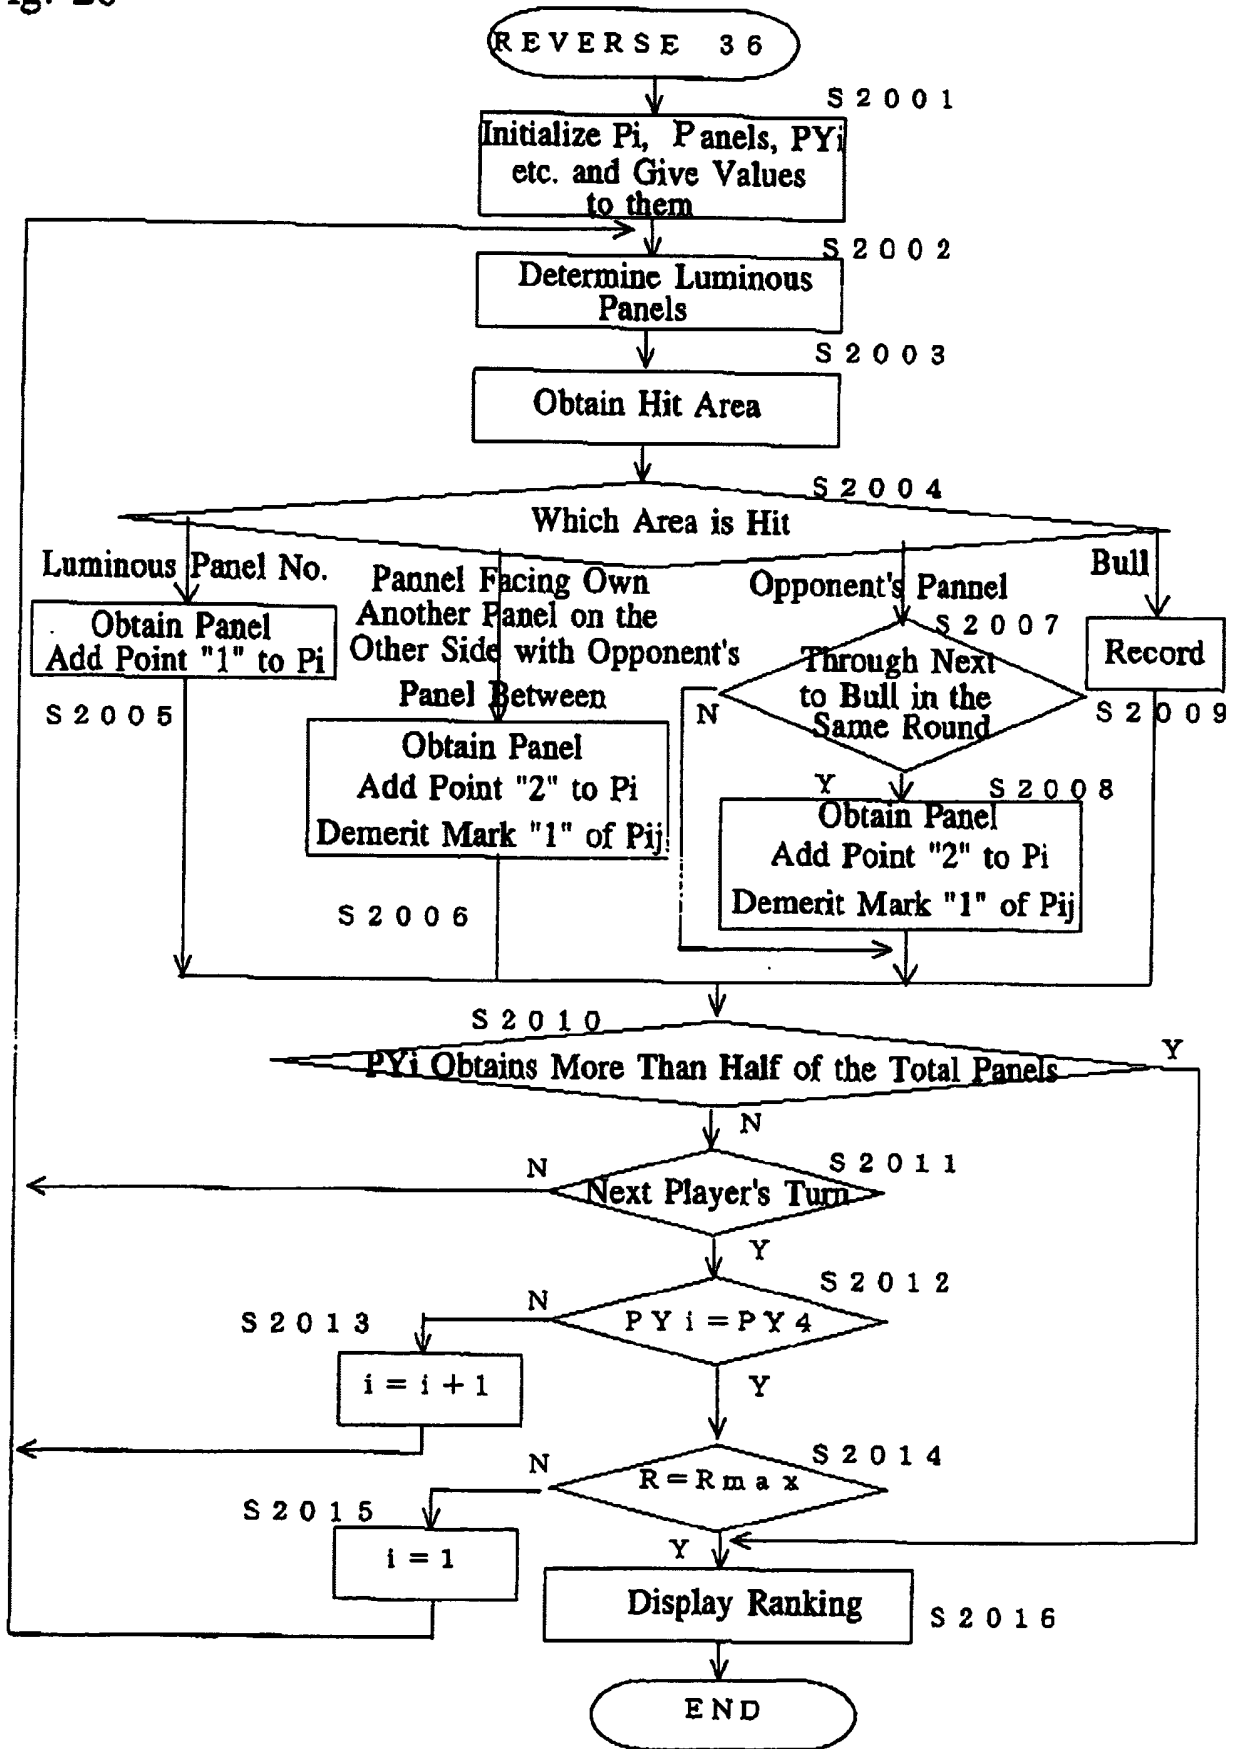 REVERSE 36
S2001
Initialize Pi, Panels, PYi
etc. and Give Values
to them
S2002
Determine Luminous
Panels
S2003
Obtain Hit Area
S2004
Which Area is Hit
Luminous Panel No.
Pannel Facing Own
Another Panel on the
Other Side with Opponent's
Panel Between
Opponent's Pannel
Bull
Obtain Panel
Add Point "1" to Pi
S2005
Obtain Panel
Add Point "2" to Pi
Demerit Mark "1" of Pij
S2006
S2007
Through Next
to Bull in the
Same Round
N
Y
S2008
Obtain Panel
Add Point "2" to Pi
Demerit Mark "1" of Pij
Record
S2009
S2010
PYi Obtains More Than Half of the Total Panels
Y
N
S2011
Next Player's Turn
N
Y
S2012
PYi=PY4
N
S2013
i=i+1
Y
S2014
R=Rmax
N
S2015
i=1
Y
Display Ranking
S2016
END